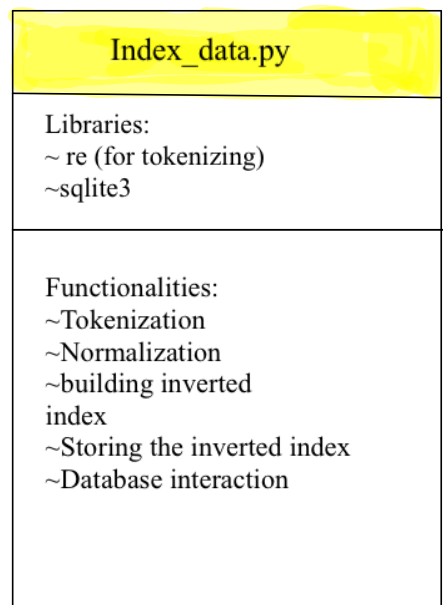 Index_data.py
Libraries:
~ re (for tokenizing)
~sqlite3
Functionalities:
~Tokenization
~Normalization
~building inverted
index
~Storing the inverted index
~Database interaction